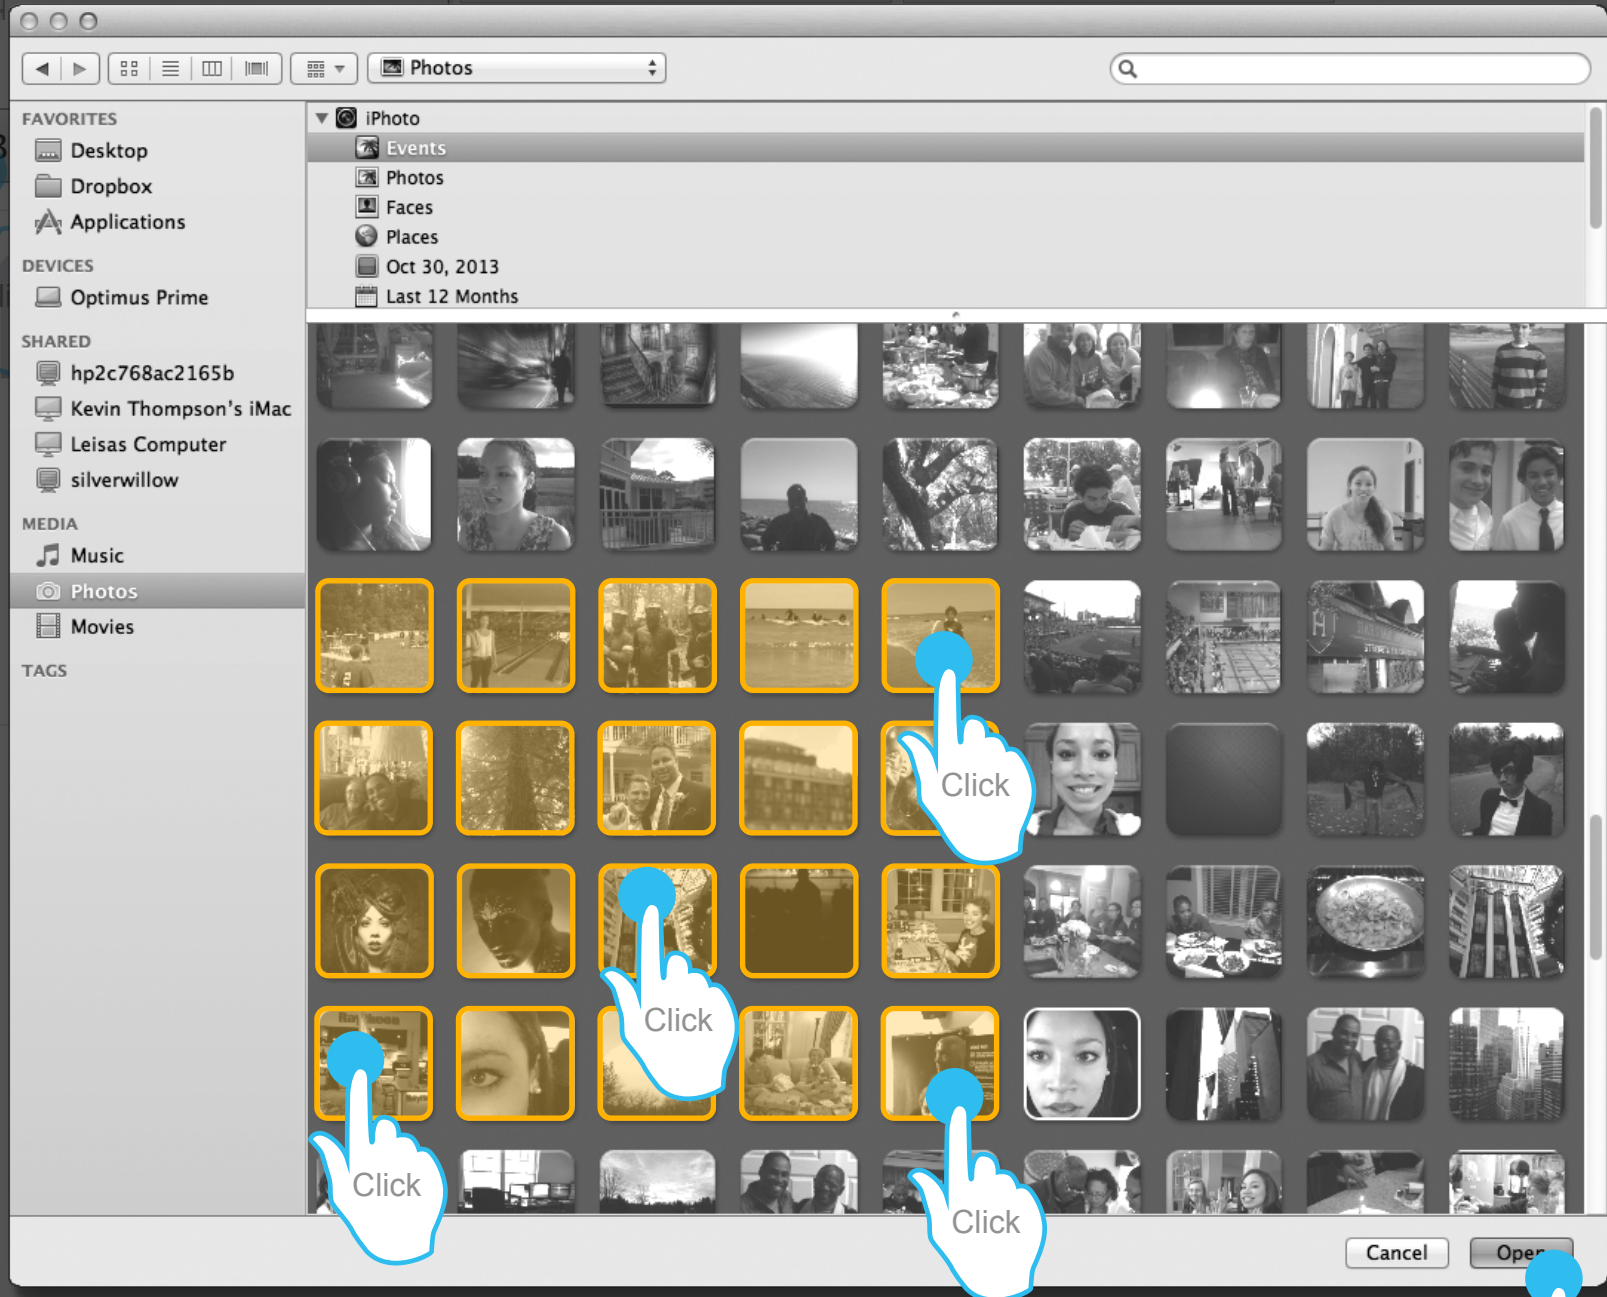 Photos
FAVORITES
Desktop
Dropbox
Applications
DEVICES
Optimus Prime
SHARED
hp2c768ac2165b
Kevin Thompson's iMac
Leisas Computer
silverwillow
MEDIA
Music
Photos
Movies
TAGS
iPhoto
Events
Photos
Faces
Places
Oct 30, 2013
Last 12 Months
Click
Click
Click
Click
Cancel
Open